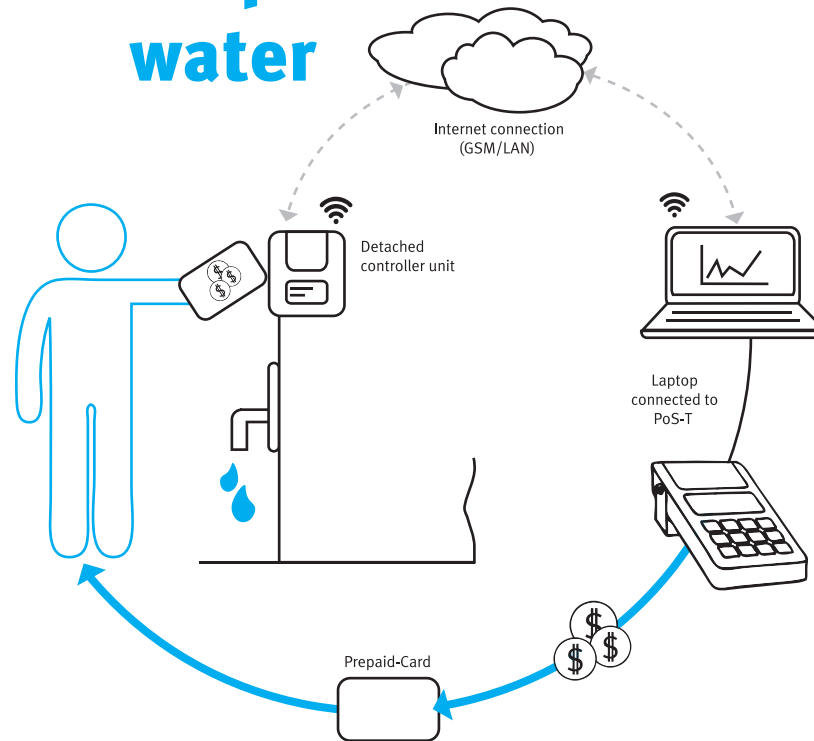 water
Internet connection
(GSM/LAN)
Detached
controller unit
Laptop
connected to
PoS-T
Prepaid-Card